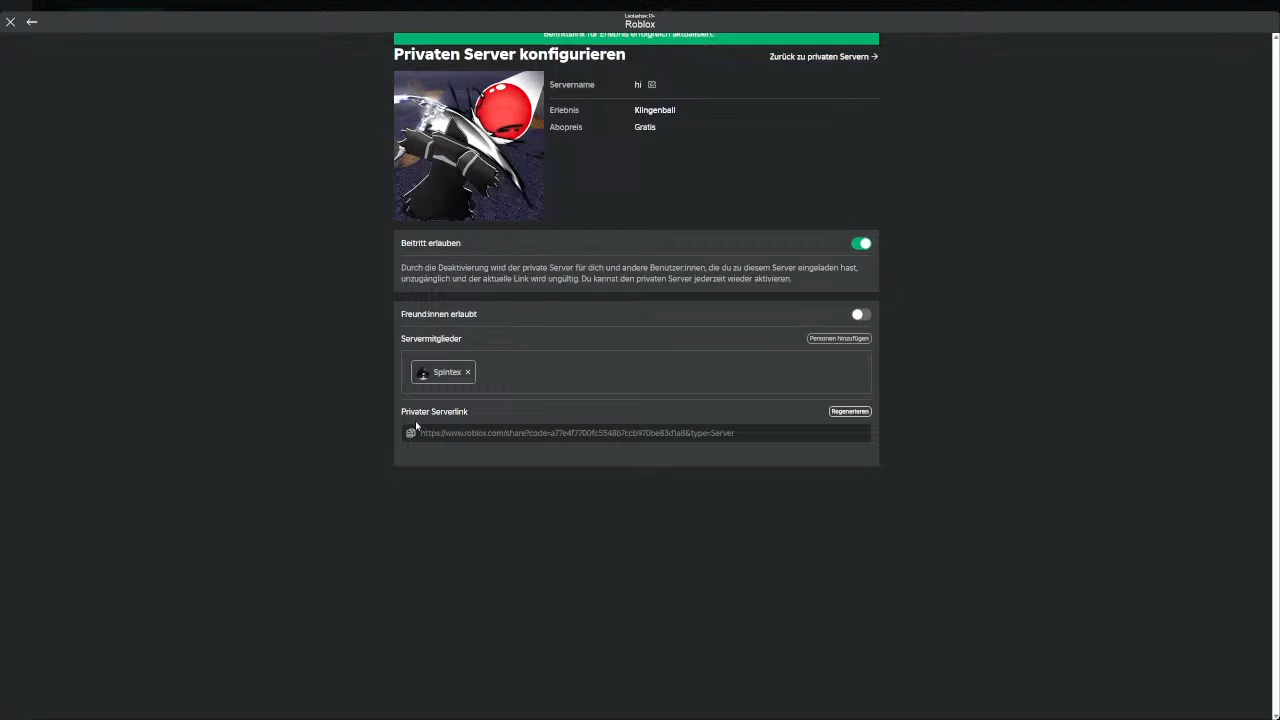 Roblox
Beitrittslink für Erlebnis erfolgreich aktualisiert.
Privaten Server konfigurieren
Zurück zu privaten Servern →
Servername hi
Erlebnis Klingenball
Abopreis Gratis
Beitritt erlauben
Durch die Deaktivierung wird der private Server für dich und andere Benutzer:innen, die du zu diesem Server eingeladen hast,
unzugänglich und der aktuelle Link wird ungültig. Du kannst den privaten Server jederzeit wieder aktivieren.
Freund:innen erlaubt
Servermitglieder Personen hinzufügen
Spintex ×
Privater Serverlink Regenerieren
https://www.roblox.com/share?code=a77e4f7700fc5548b7ccb970be83d1a8&type=Server